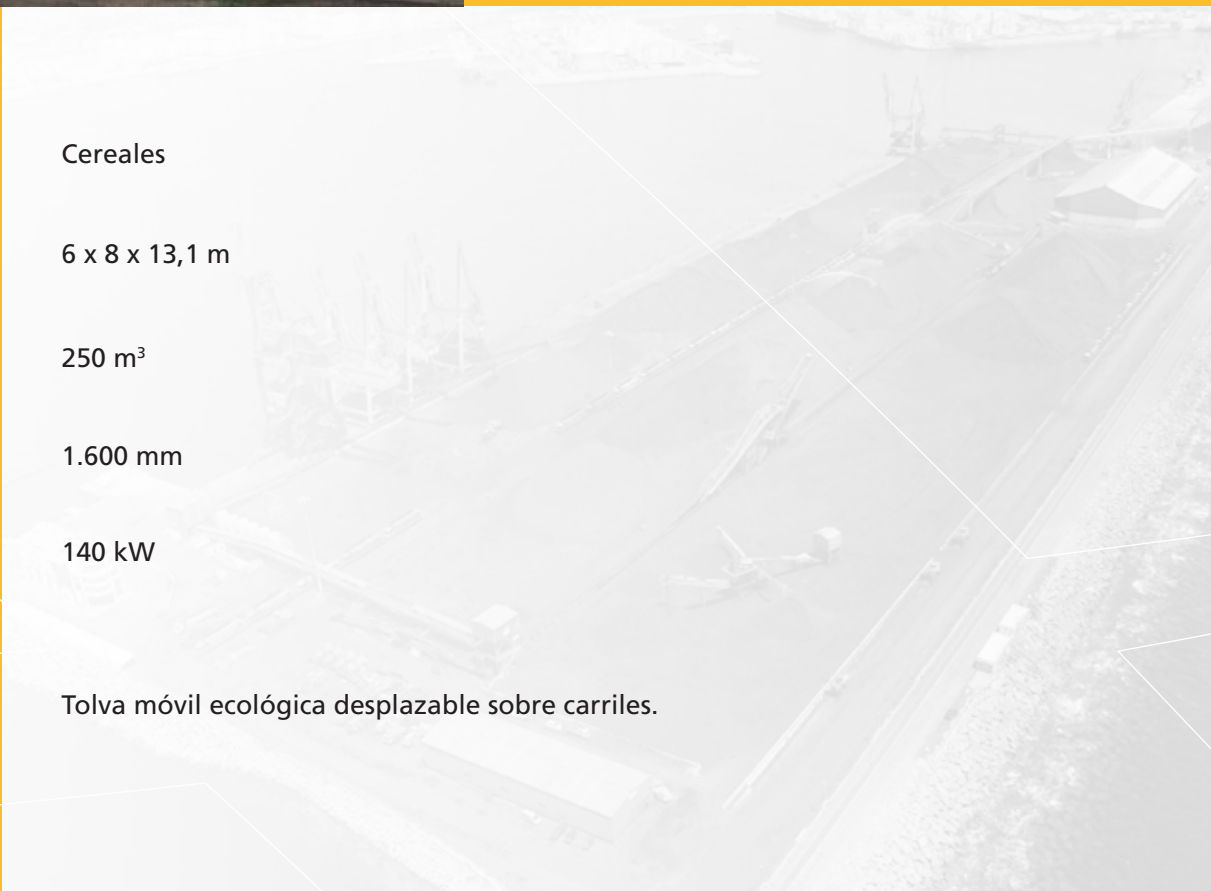 Cereales
6 x 8 x 13,1 m
250 m³
1.600 mm
140 kW
Tolva móvil ecológica desplazable sobre carriles.